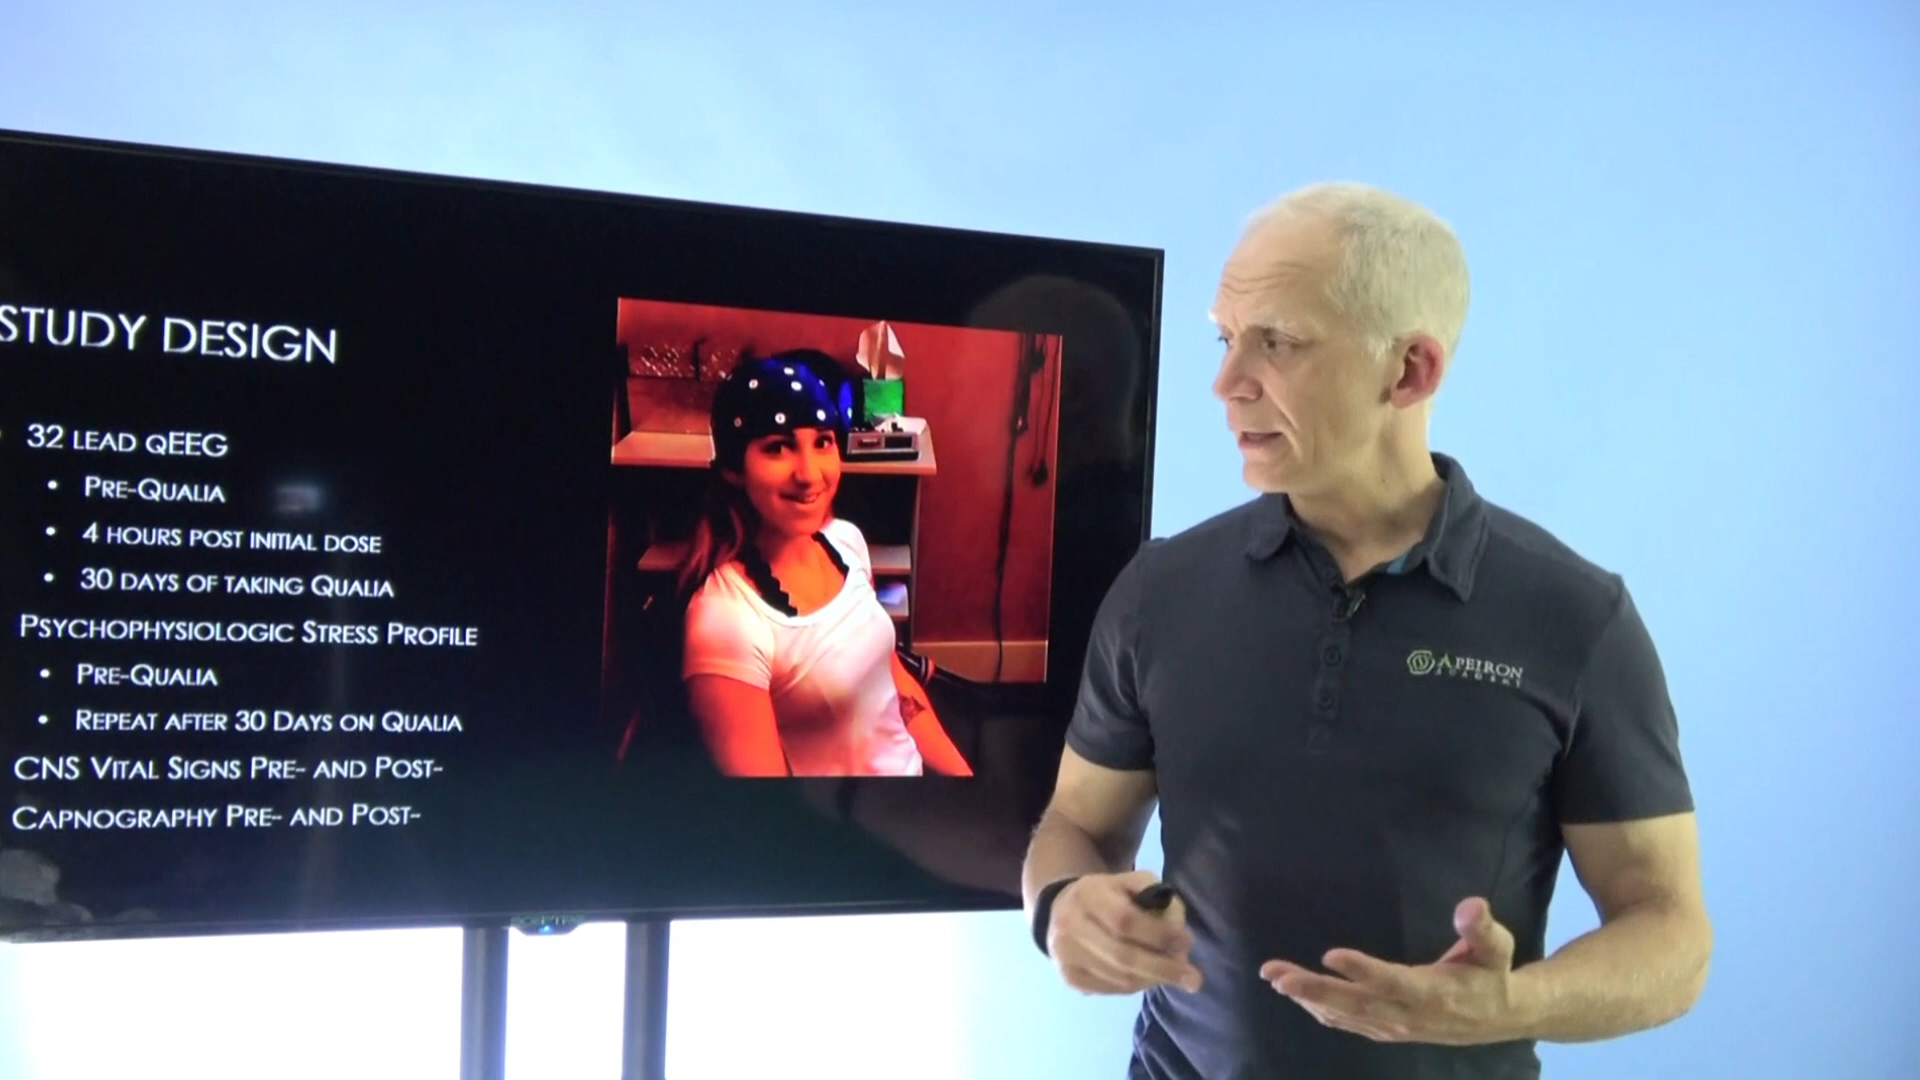 STUDY DESIGN
32 LEAD QEEG
• PRE-QUALIA
• 4 HOURS POST INITIAL DOSE
• 30 DAYS OF TAKING QUALIA
PSYCHOPHYSIOLOGIC STRESS PROFILE
• PRE-QUALIA
• REPEAT AFTER 30 DAYS ON QUALIA
CNS VITAL SIGNS PRE- AND POST-
CAPNOGRAPHY PRE- AND POST-
APEIRON
ACADEMY